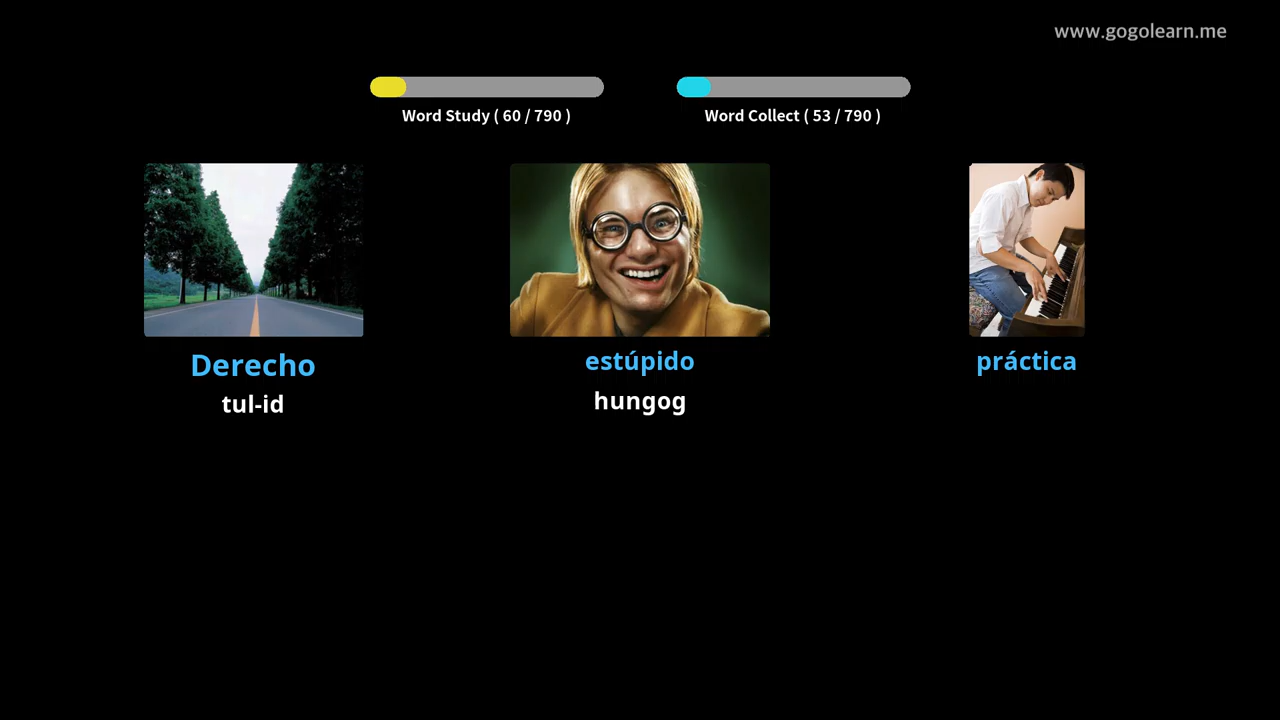 www.gogolearn.me
Word Study ( 60 / 790 )
Word Collect ( 53 / 790 )
Derecho
tul-id
estúpido
hungog
práctica